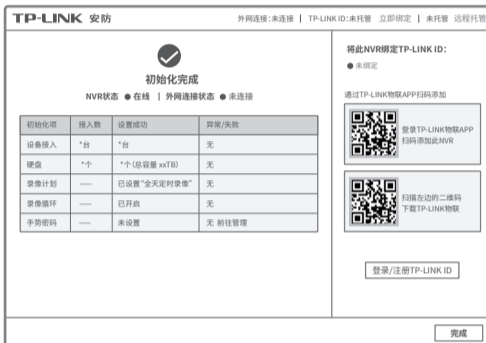 TP-LINK 安防 外网连接:未连接 | TP-LINK ID:未托管 立即绑定 | 未托管 远程托管
初始化完成
NVR状态 ●在线 | 外网连接状态 ●未连接
初始化项 接入数 设置成功 异常/失败
设备接入 *台 *台 无
硬盘 *个 *个(总容量 xxTB) 无
录像计划 —— 已设置"全天定时录像" 无
录像循环 —— 已开启 无
手势密码 —— 未设置 无 前往管理
将此NVR绑定TP-LINK ID：
●未绑定
通过TP-LINK物联APP扫码添加
登录TP-LINK物联APP
扫码添加此NVR
扫描左边的二维码
下载TP-LINK物联
登录/注册TP-LINK ID
完成